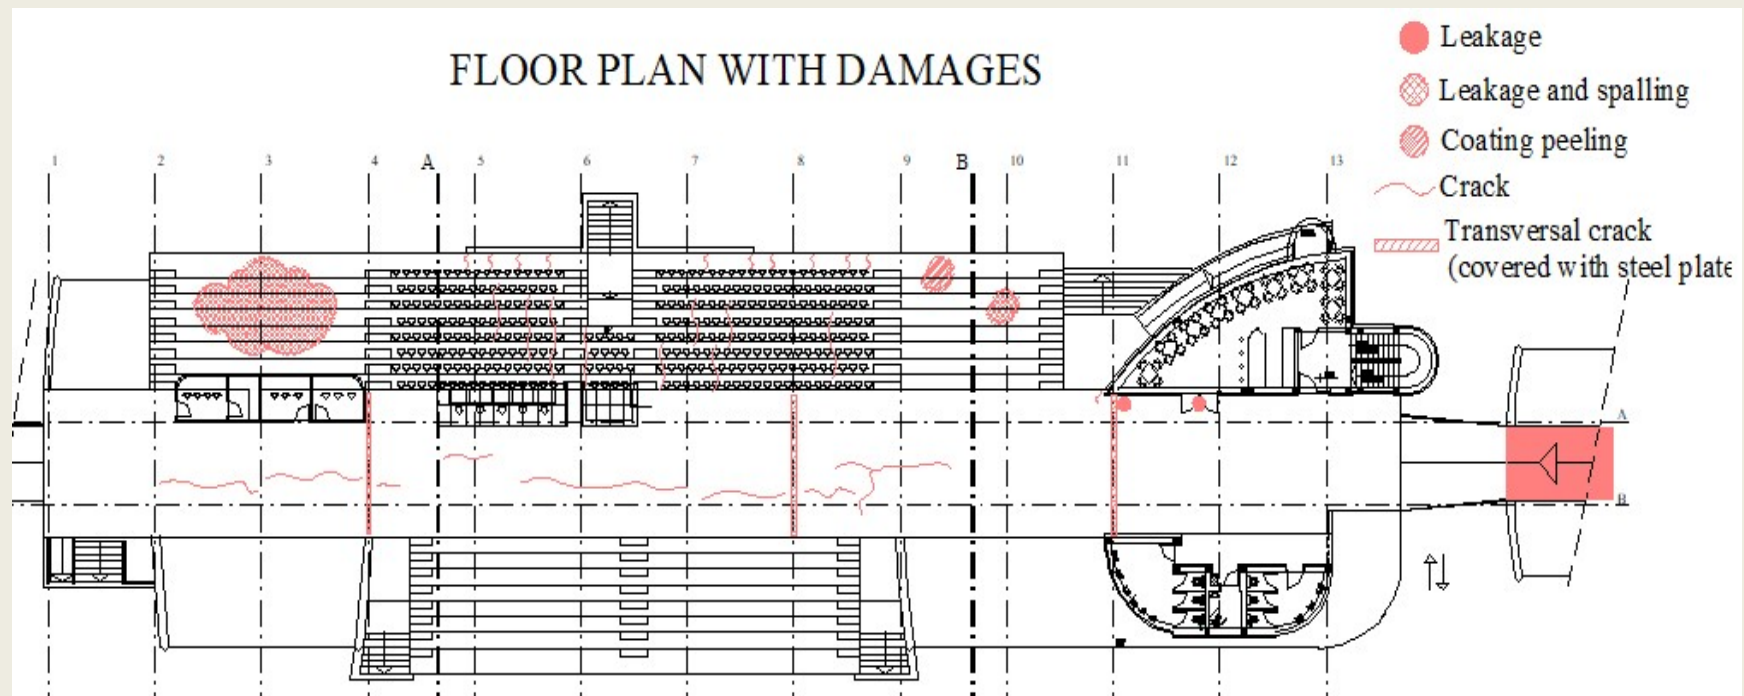 FLOOR PLAN WITH DAMAGES
Leakage
Leakage and spalling
Coating peeling
Crack
Transversal crack
(covered with steel plate
1 2 3 4 A 5 6 7 8 9 B 10 11 12 13
A
B